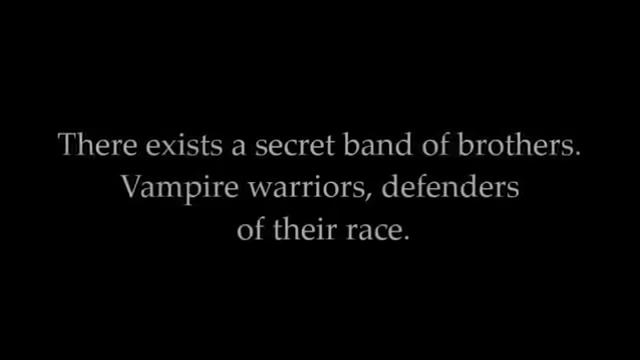 There exists a secret band of brothers.
Vampire warriors, defenders
of their race.